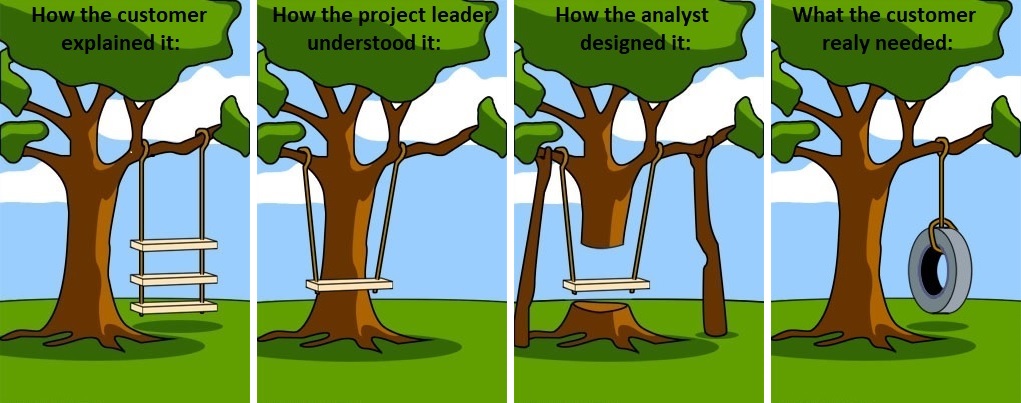 How the customer
explained it:
How the project leader
understood it:
How the analyst
designed it:
What the customer
realy needed: